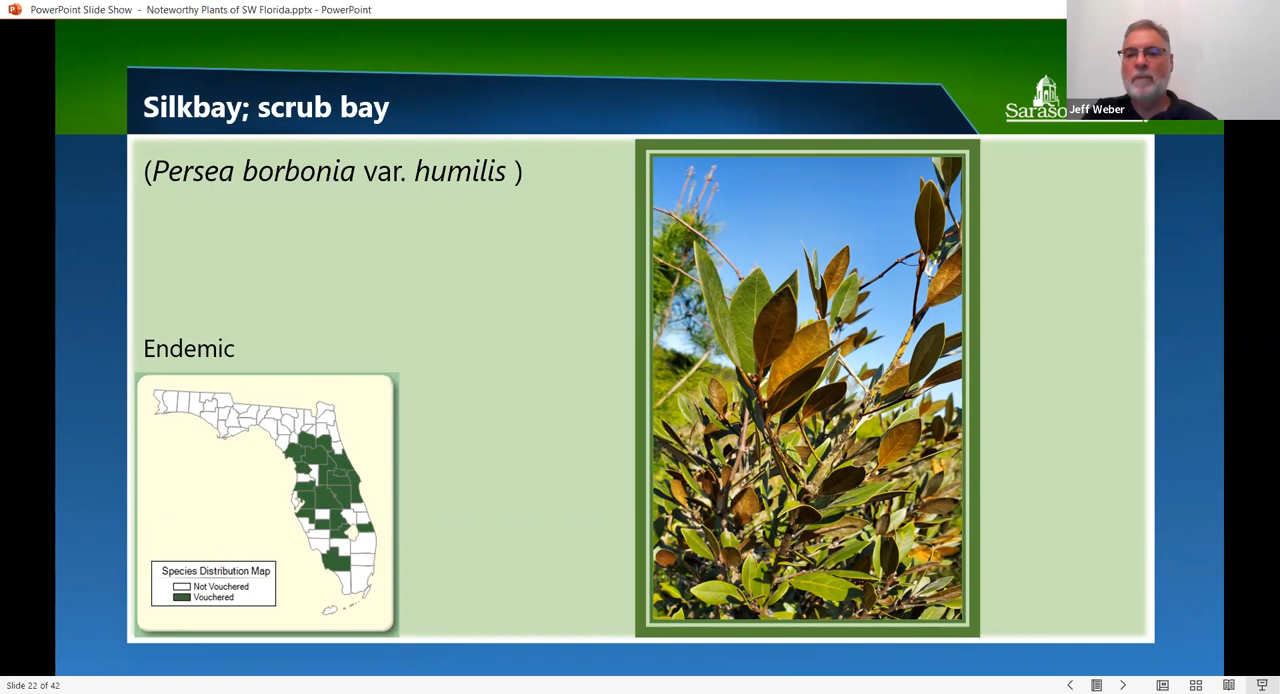 PowerPoint Slide Show - Noteworthy Plants of SW Florida.pptx - PowerPoint
Silkbay; scrub bay
Saraso
Jeff Weber
(Persea borbonia var. humilis )
Endemic
Species Distribution Map
Not Vouchered
Vouchered
Slide 22 of 42